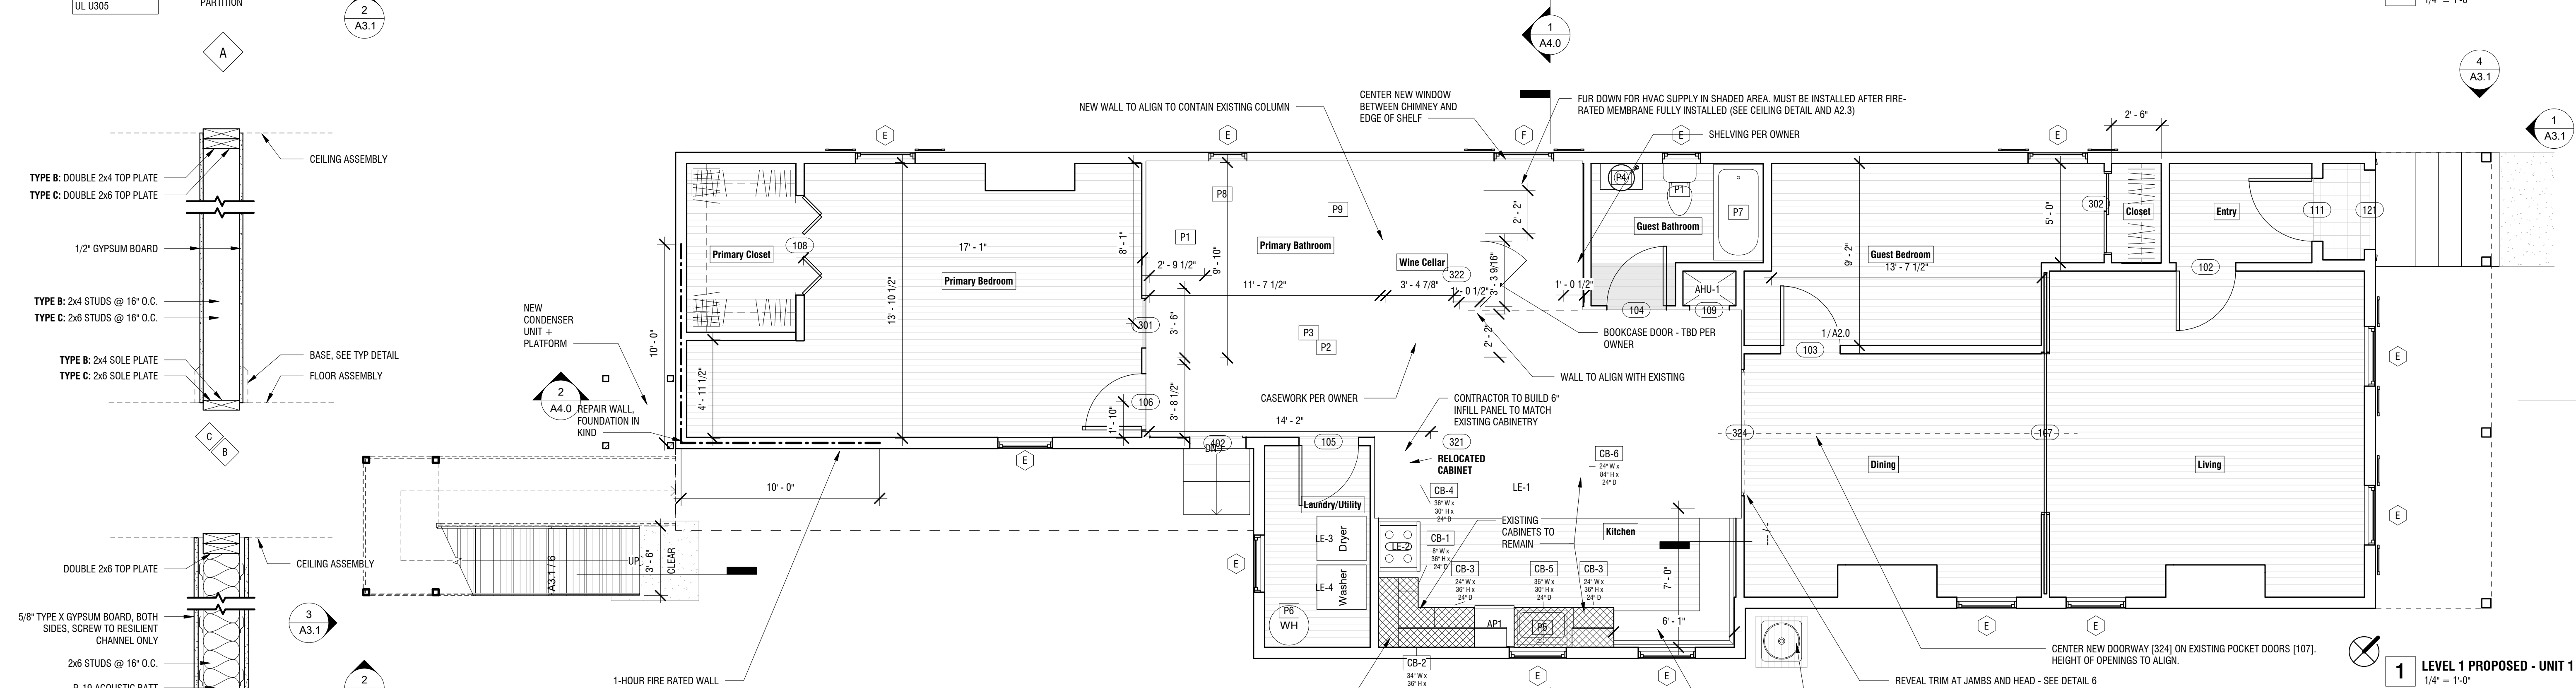 UL U305
PARTITION
2
A3.1
1
A4.0
1/4" = 1'-0"
A
4
A3.1
1
A3.1
CEILING ASSEMBLY
TYPE B: DOUBLE 2x4 TOP PLATE
TYPE C: DOUBLE 2x6 TOP PLATE
1/2" GYPSUM BOARD
TYPE B: 2x4 STUDS @ 16" O.C.
TYPE C: 2x6 STUDS @ 16" O.C.
TYPE B: 2x4 SOLE PLATE
TYPE C: 2x6 SOLE PLATE
BASE, SEE TYP DETAIL
FLOOR ASSEMBLY
C
B
DOUBLE 2x6 TOP PLATE
CEILING ASSEMBLY
5/8" TYPE X GYPSUM BOARD, BOTH
SIDES, SCREW TO RESILIENT
CHANNEL ONLY
2x6 STUDS @ 16" O.C.
R-19 ACOUSTIC BATT
3
A3.1
2
NEW WALL TO ALIGN TO CONTAIN EXISTING COLUMN
CENTER NEW WINDOW
BETWEEN CHIMNEY AND
EDGE OF SHELF
FUR DOWN FOR HVAC SUPPLY IN SHADED AREA. MUST BE INSTALLED AFTER FIRE-
RATED MEMBRANE FULLY INSTALLED (SEE CEILING DETAIL AND A2.3)
SHELVING PER OWNER
E
E
F
E
E
2' - 6"
NEW
CONDENSER
UNIT +
PLATFORM
2
A4.0
REPAIR WALL,
FOUNDATION IN
KIND
10' - 0"
10' - 0"
Primary Closet
108
17' - 1"
Primary Bedroom
13' - 10 1/2"
8' - 1"
4' - 11 1/2"
301
106
1' - 10"
E
P8
P9
P1
Primary Bathroom
2' - 9 1/2"
9' - 10"
11' - 7 1/2"
3' - 6"
3' - 8 1/2"
P3
P2
Wine Cellar
322
3' - 4 7/8"
1' - 0 1/2"
3' - 3 9/16"
2' - 2"
2' - 2"
1' - 0 1/2"
P4
P1
P7
Guest Bathroom
104
AHU-1
109
BOOKCASE DOOR - TBD PER
OWNER
WALL TO ALIGN WITH EXISTING
CASEWORK PER OWNER
CONTRACTOR TO BUILD 6"
INFILL PANEL TO MATCH
EXISTING CABINETRY
14' - 2"
321
RELOCATED
CABINET
402
DN
105
Guest Bedroom
13' - 7 1/2"
9' - 2"
5' - 0"
302
Closet
Entry
111
121
102
1 / A2.0
103
324
107
Dining
Living
E
E
E
E
Laundry/Utility
LE-3
Dryer
LE-4
Washer
P6
WH
E
CB-4
36" W x
30" H x
24" D
LE-1
CB-6
24" W x
84" H x
24" D
EXISTING
CABINETS TO
REMAIN
Kitchen
LE-2
CB-1
8" W x
36" H x
24" D
CB-3
24" W x
36" H x
24" D
CB-5
36" W x
30" H x
24" D
CB-3
24" W x
36" H x
24" D
7' - 0"
6' - 1"
AP1
P5
CB-2
34" W x
36" H x
E
E
UP
A3.1 / 6
3' - 6"
CLEAR
1-HOUR FIRE RATED WALL
CENTER NEW DOORWAY [324] ON EXISTING POCKET DOORS [107].
HEIGHT OF OPENINGS TO ALIGN.
REVEAL TRIM AT JAMBS AND HEAD - SEE DETAIL 6
1
LEVEL 1 PROPOSED - UNIT 1
1/4" = 1'-0"